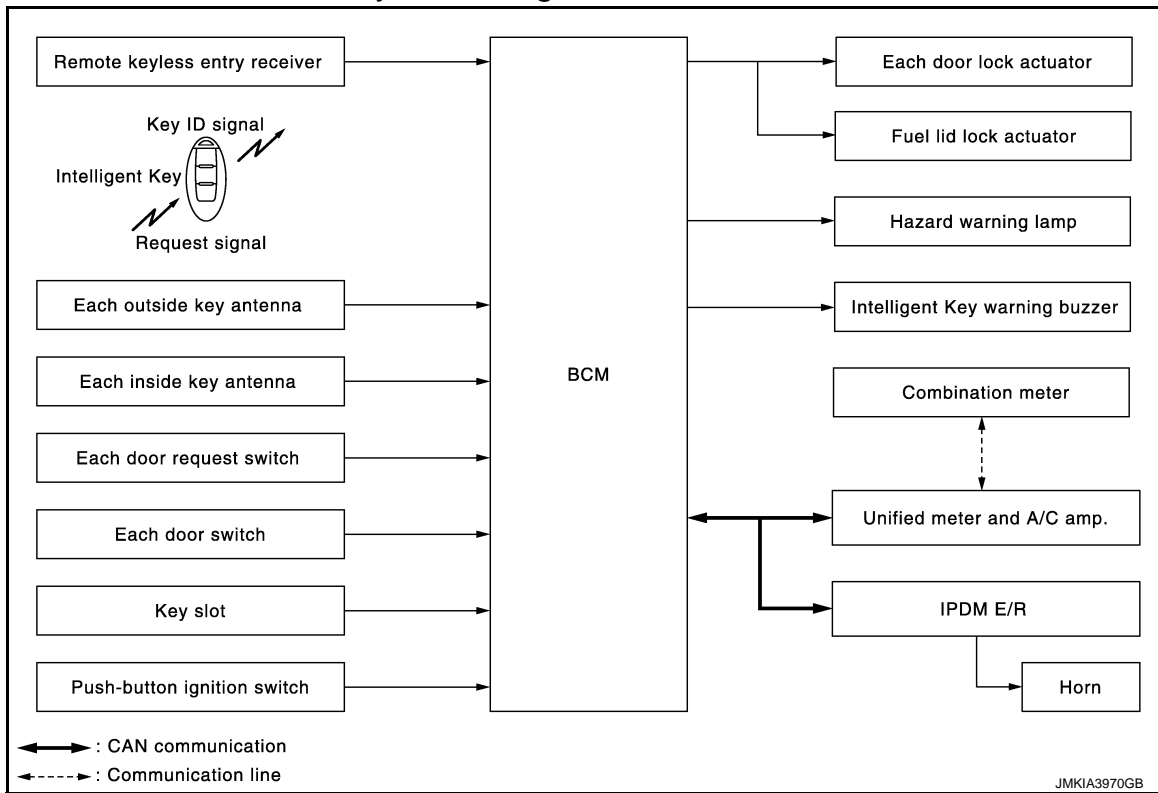 Remote keyless entry receiver
Key ID signal
Intelligent Key
Request signal
Each outside key antenna
Each inside key antenna
Each door request switch
Each door switch
Key slot
Push-button ignition switch
BCM
Each door lock actuator
Fuel lid lock actuator
Hazard warning lamp
Intelligent Key warning buzzer
Combination meter
Unified meter and A/C amp.
IPDM E/R
Horn
: CAN communication
: Communication line
JMKIA3970GB